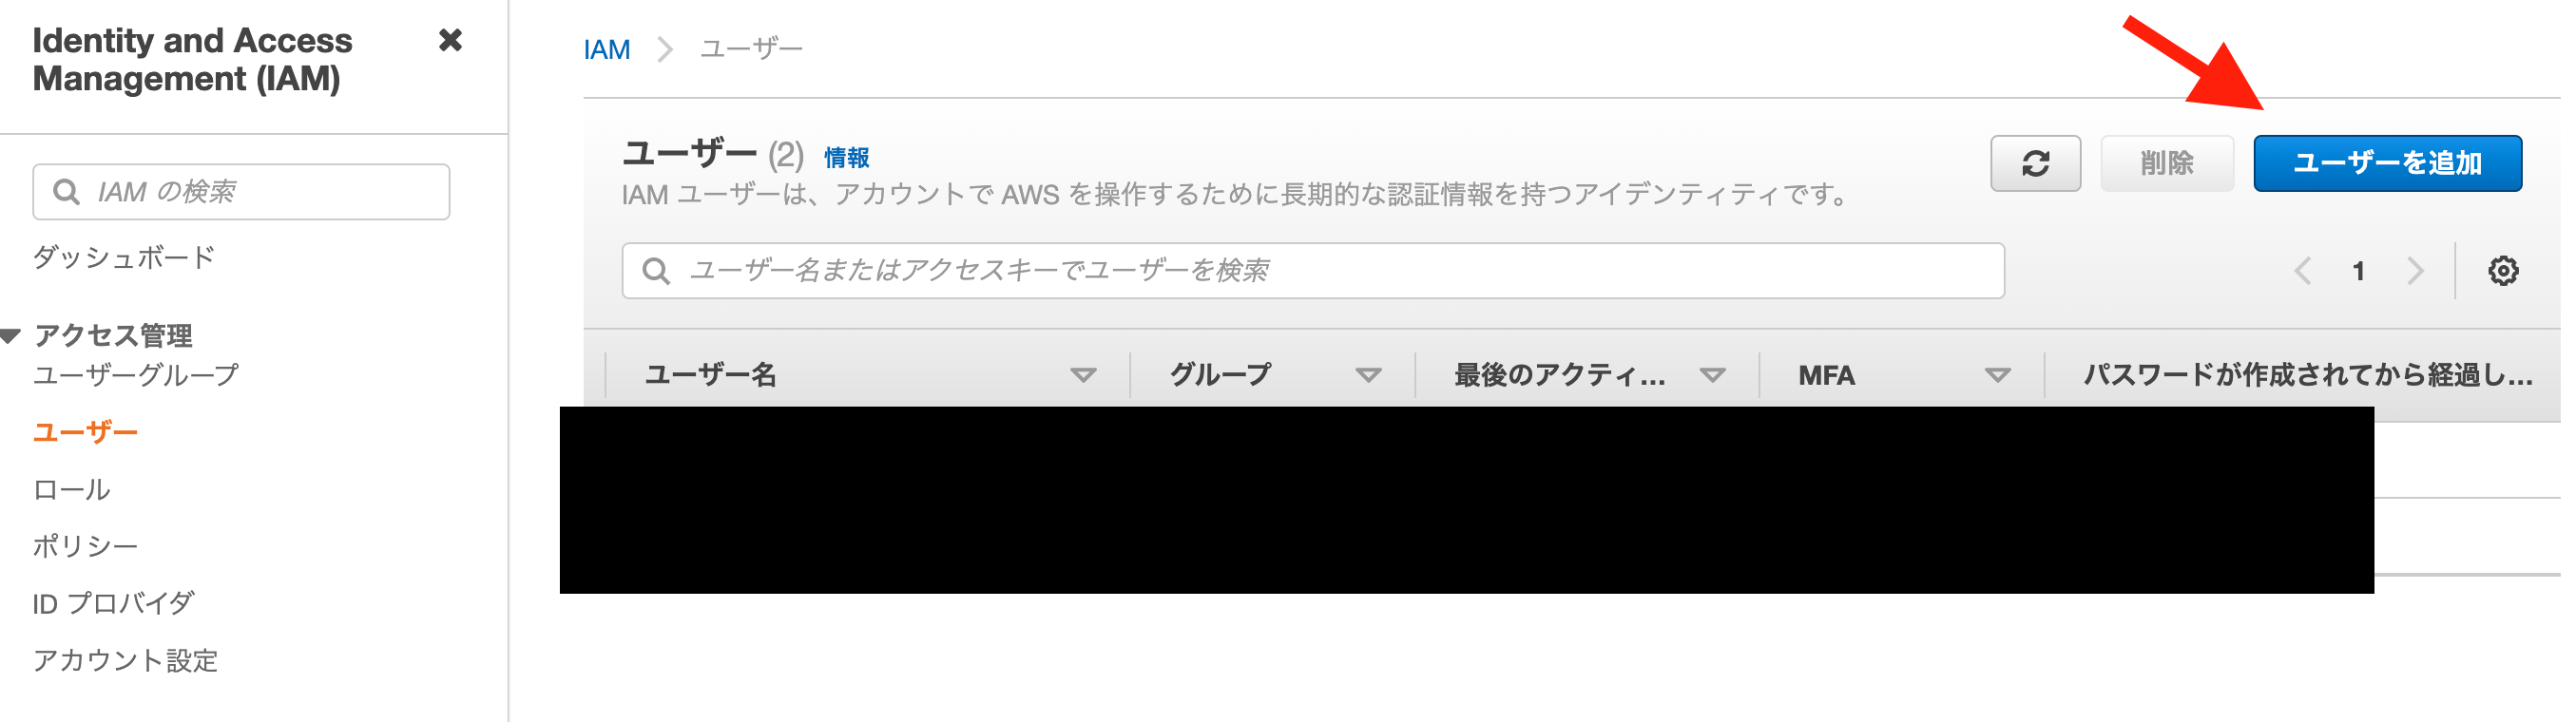 Identity and Access
Management (IAM)
IAM の検索
ダッシュボード
アクセス管理
ユーザーグループ
ユーザー
ロール
ポリシー
ID プロバイダ
アカウント設定
IAM ユーザー
ユーザー (2) 情報
IAM ユーザーは、アカウントで AWS を操作するために長期的な認証情報を持つアイデンティティです。
削除
ユーザーを追加
ユーザー名またはアクセスキーでユーザーを検索
1
ユーザー名 グループ 最後のアクティ... MFA パスワードが作成されてから経過し...